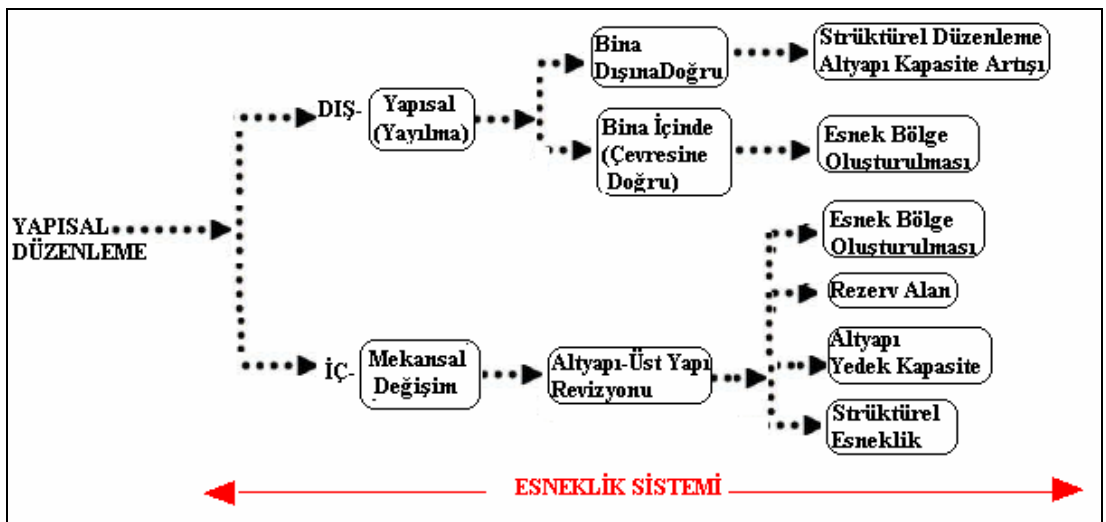 YAPISAL
DÜZENLEME
DIŞ-
Yapısal
(Yayılma)
Bina
DışınaDoğru
Strüktürel Düzenleme
Altyapı Kapasite Artışı
Bina İçinde
(Çevresine
Doğru)
Esnek Bölge
Oluşturulması
İÇ-
Mekansal
Değişim
Altyapı-Üst Yapı
Revizyonu
Esnek Bölge
Oluşturulması
Rezerv Alan
Altyapı
Yedek Kapasite
Strüktürel
Esneklik
ESNEKLİK SİSTEMİ